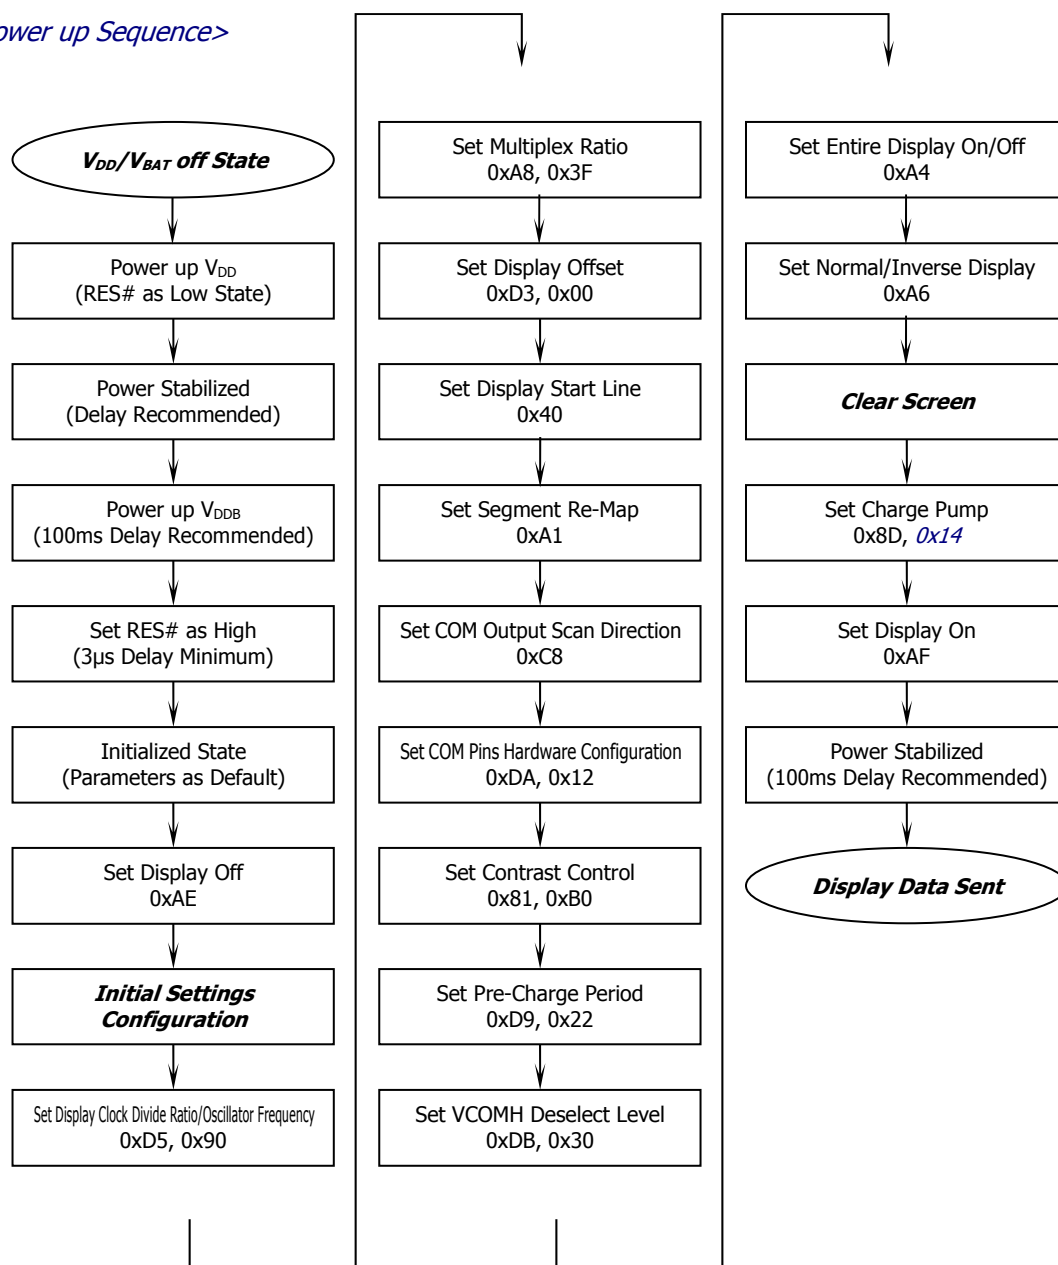 ower up Sequence>
V_DD/V_BAT off State
Power up V_DD
(RES# as Low State)
Power Stabilized
(Delay Recommended)
Power up V_DDB
(100ms Delay Recommended)
Set RES# as High
(3μs Delay Minimum)
Initialized State
(Parameters as Default)
Set Display Off
0xAE
Initial Settings
Configuration
Set Display Clock Divide Ratio/Oscillator Frequency
0xD5, 0x90
Set Multiplex Ratio
0xA8, 0x3F
Set Display Offset
0xD3, 0x00
Set Display Start Line
0x40
Set Segment Re-Map
0xA1
Set COM Output Scan Direction
0xC8
Set COM Pins Hardware Configuration
0xDA, 0x12
Set Contrast Control
0x81, 0xB0
Set Pre-Charge Period
0xD9, 0x22
Set VCOMH Deselect Level
0xDB, 0x30
Set Entire Display On/Off
0xA4
Set Normal/Inverse Display
0xA6
Clear Screen
Set Charge Pump
0x8D, 0x14
Set Display On
0xAF
Power Stabilized
(100ms Delay Recommended)
Display Data Sent